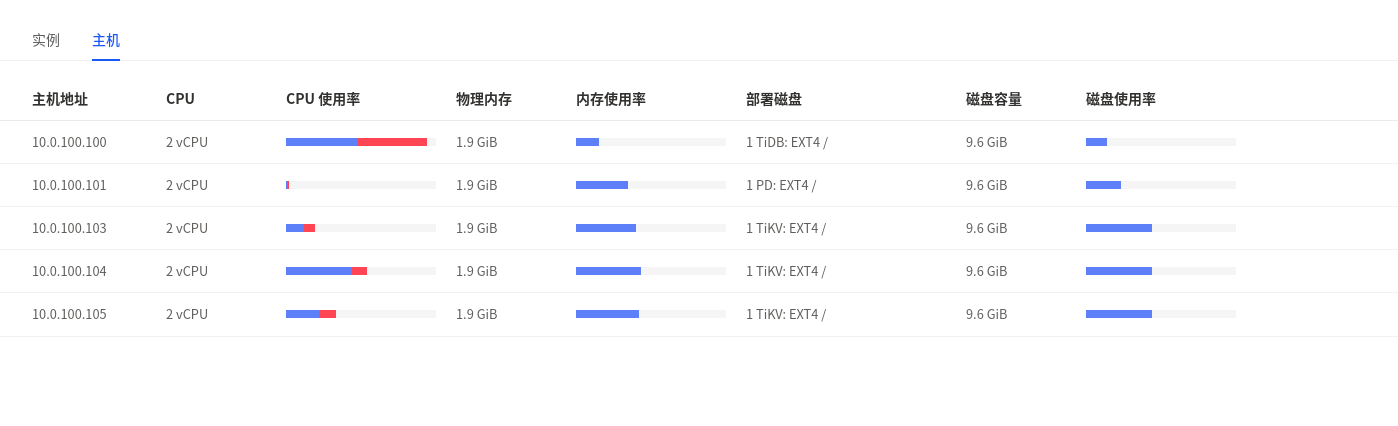 实例 主机
主机地址 CPU CPU 使用率 物理内存 内存使用率 部署磁盘 磁盘容量 磁盘使用率
10.0.100.100 2 vCPU 1.9 GiB 1 TiDB: EXT4 / 9.6 GiB
10.0.100.101 2 vCPU 1.9 GiB 1 PD: EXT4 / 9.6 GiB
10.0.100.103 2 vCPU 1.9 GiB 1 TiKV: EXT4 / 9.6 GiB
10.0.100.104 2 vCPU 1.9 GiB 1 TiKV: EXT4 / 9.6 GiB
10.0.100.105 2 vCPU 1.9 GiB 1 TiKV: EXT4 / 9.6 GiB